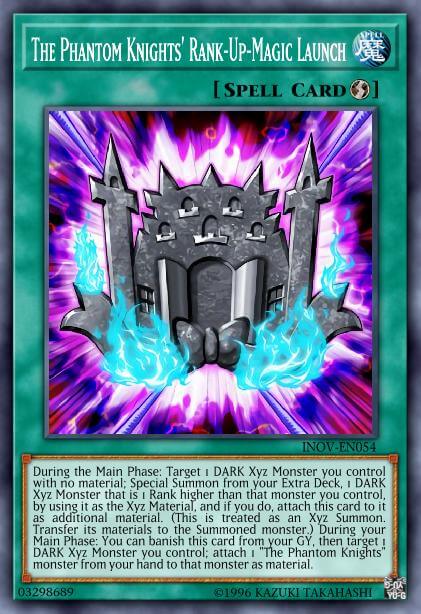 The Phantom Knights' Rank-Up-Magic Launch
SPELL
魔
[Spell Card]
INOV-EN054
During the Main Phase: Target 1 DARK Xyz Monster you control
with no material; Special Summon from your Extra Deck, 1 DARK
Xyz Monster that is 1 Rank higher than that monster you control,
by using it as the Xyz Material, and if you do, attach this card to it
as additional material. (This is treated as an Xyz Summon.
Transfer its materials to the Summoned monster.) During your
Main Phase: You can banish this card from your GY, then target 1
DARK Xyz Monster you control; attach 1 "The Phantom Knights"
monster from your hand to that monster as material.
03298689
©1996 KAZUKI TAKAHASHI